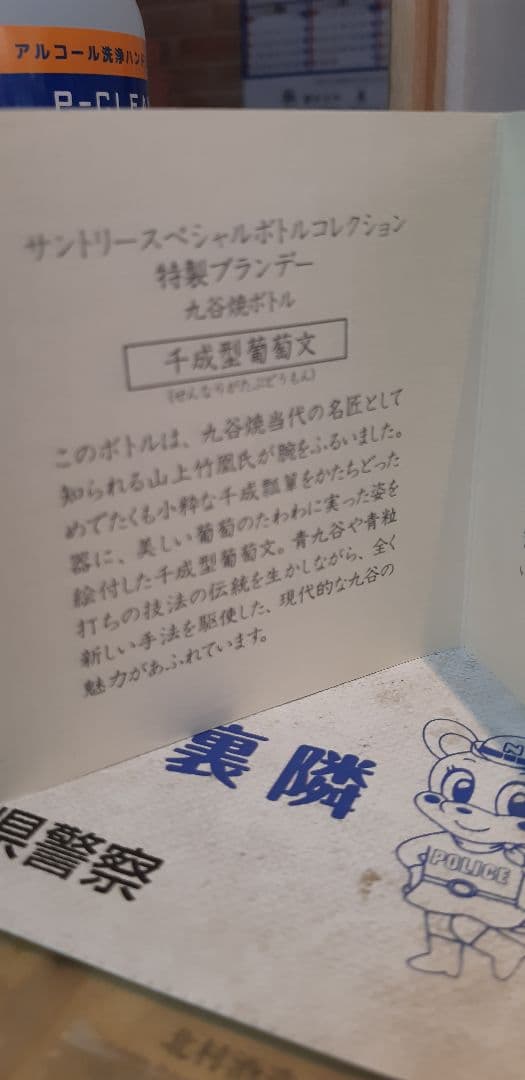 アルコール洗浄ハン
P-CLEA
サントリースペシャルボトルコレクション
特製ブランデー
九谷焼ボトル
千成型葡萄文
(せんなりがたぶどうもん)
このボトルは、九谷焼当代の名匠として
知られる山上竹凰氏が腕をふるいました。
めでたくも小粋な千成瓢箪をかたちどった
器に、美しい葡萄のたわわに実った姿を
絵付した千成型葡萄文。青九谷や青粒
打ちの技法の伝統を生かしながら、全く
新しい手法を駆使した、現代的な九谷の
魅力があふれています。
裏隣
県警察
POLICE